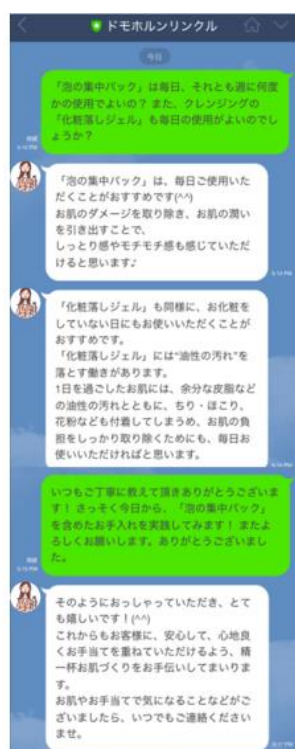 ドモホルンリンクル
今日
「泡の集中パック」は毎日、それとも週に何度
かの使用でよいの？ また、クレンジングの
「化粧落しジェル」も毎日の使用がよいのでし
ょうか？
「泡の集中パック」は、毎日ご使用いた
だくことがおすすめです(^^)
お肌のダメージを取り除き、お肌の潤い
を引き出すことで、
しっとり感やモチモチ感も感じていただ
けると思います♪
「化粧落しジェル」も同様に、お化粧を
していない日にもお使いいただくことが
おすすめです。
「化粧落しジェル」には“油性の汚れ”を
落とす働きがあります。
1日を過ごしたお肌には、余分な皮脂など
の油性の汚れとともに、ちり・ほこり、
花粉なども付着してしまうめ、お肌の負
担をしっかり取り除くためにも、毎日お
使いいただければと思います。
いつもご丁寧に教えて頂きありがとうございま
す！ さっそく今日から、「泡の集中パック」
を含めたお手入れを実践してみます！ またよ
ろしくお願いします。ありがとうございまし
た。
そのようにおっしゃっていただき、とて
も嬉しいです！(^^)
これからもお客様に、安心して、心地良
くお手当てを重ねていただけるよう、精
一杯お肌づくりをお手伝いしてまいりま
す。
お肌やお手当てで気になることなどがご
ざいましたら、いつでもご連絡ください
ませ。